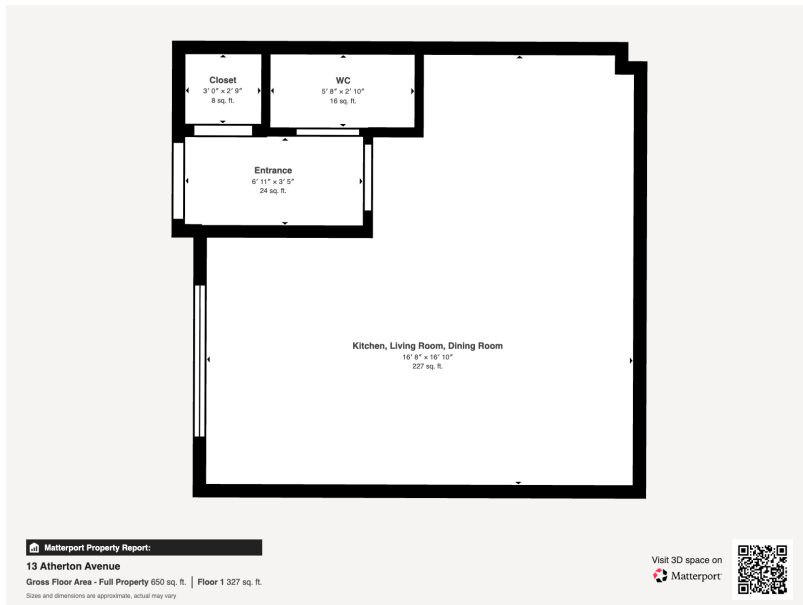 Closet
3' 0" × 2' 9"
8 sq. ft.
WC
5' 8" × 2' 10"
16 sq. ft.
Entrance
6' 11" × 3' 5"
24 sq. ft.
Kitchen, Living Room, Dining Room
16' 8" × 16' 10"
227 sq. ft.
Matterport Property Report:
13 Atherton Avenue
Gross Floor Area - Full Property 650 sq. ft. | Floor 1 327 sq. ft.
Sizes and dimensions are approximate, actual may vary
Visit 3D space on
Matterport